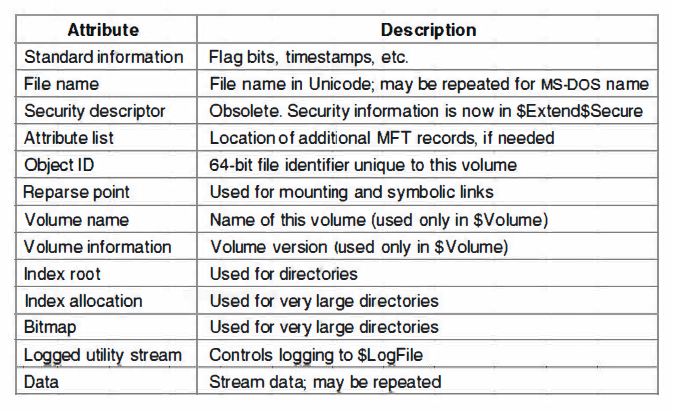 Attribute Description
Standard information Flag bits, timestamps, etc.
File name File name in Unicode; may be repeated for MS-DOS name
Security descriptor Obsolete. Security information is now in $Extend$Secure
Attribute list Location of additional MFT records, if needed
Object ID 64-bit file identifier unique to this volume
Reparse point Used for mounting and symbolic links
Volume name Name of this volume (used only in $Volume)
Volume information Volume version (used only in $Volume)
Index root Used for directories
Index allocation Used for very large directories
Bitmap Used for very large directories
Logged utility stream Controls logging to $LogFile
Data Stream data; may be repeated